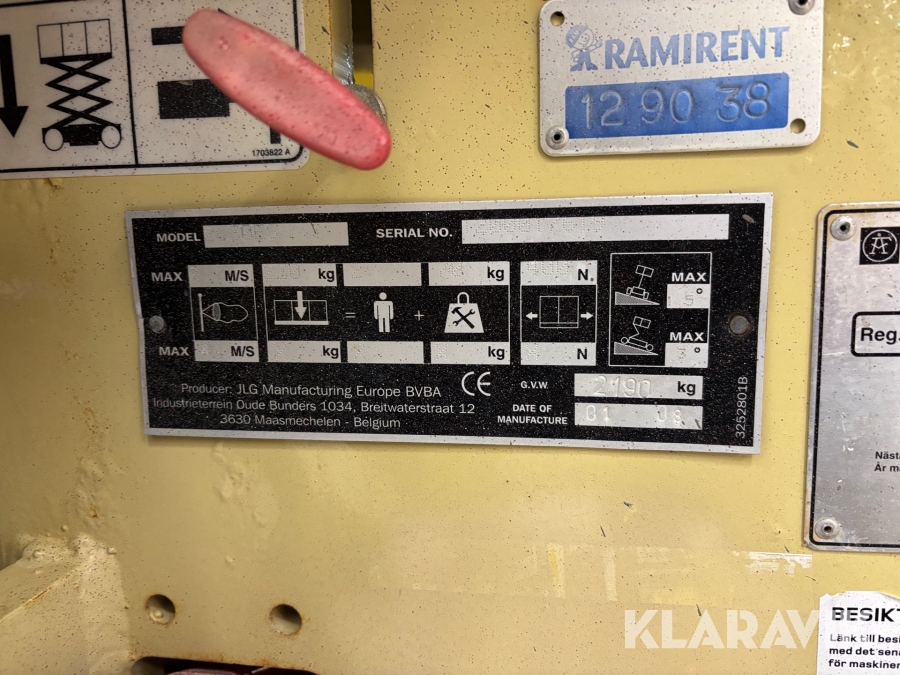 1703822 A
RAMIRENT
12 90 38
MODEL
SERIAL NO.
MAX M/S kg kg N.
MAX
5°
= +
MAX M/S kg kg N
MAX
3°
Producer: JLG Manufacturing Europe BVBA
Industrieterrein Oude Bunders 1034, Breitwaterstraat 12
3630 Maasmechelen - Belgium
CE
G.V.W 2190 kg
DATE OF
MANUFACTURE
01 08
3252801B
Reg.
Näst
År m
BESIKT
Länk till besi
med det sena
för maskiner
KLARAV